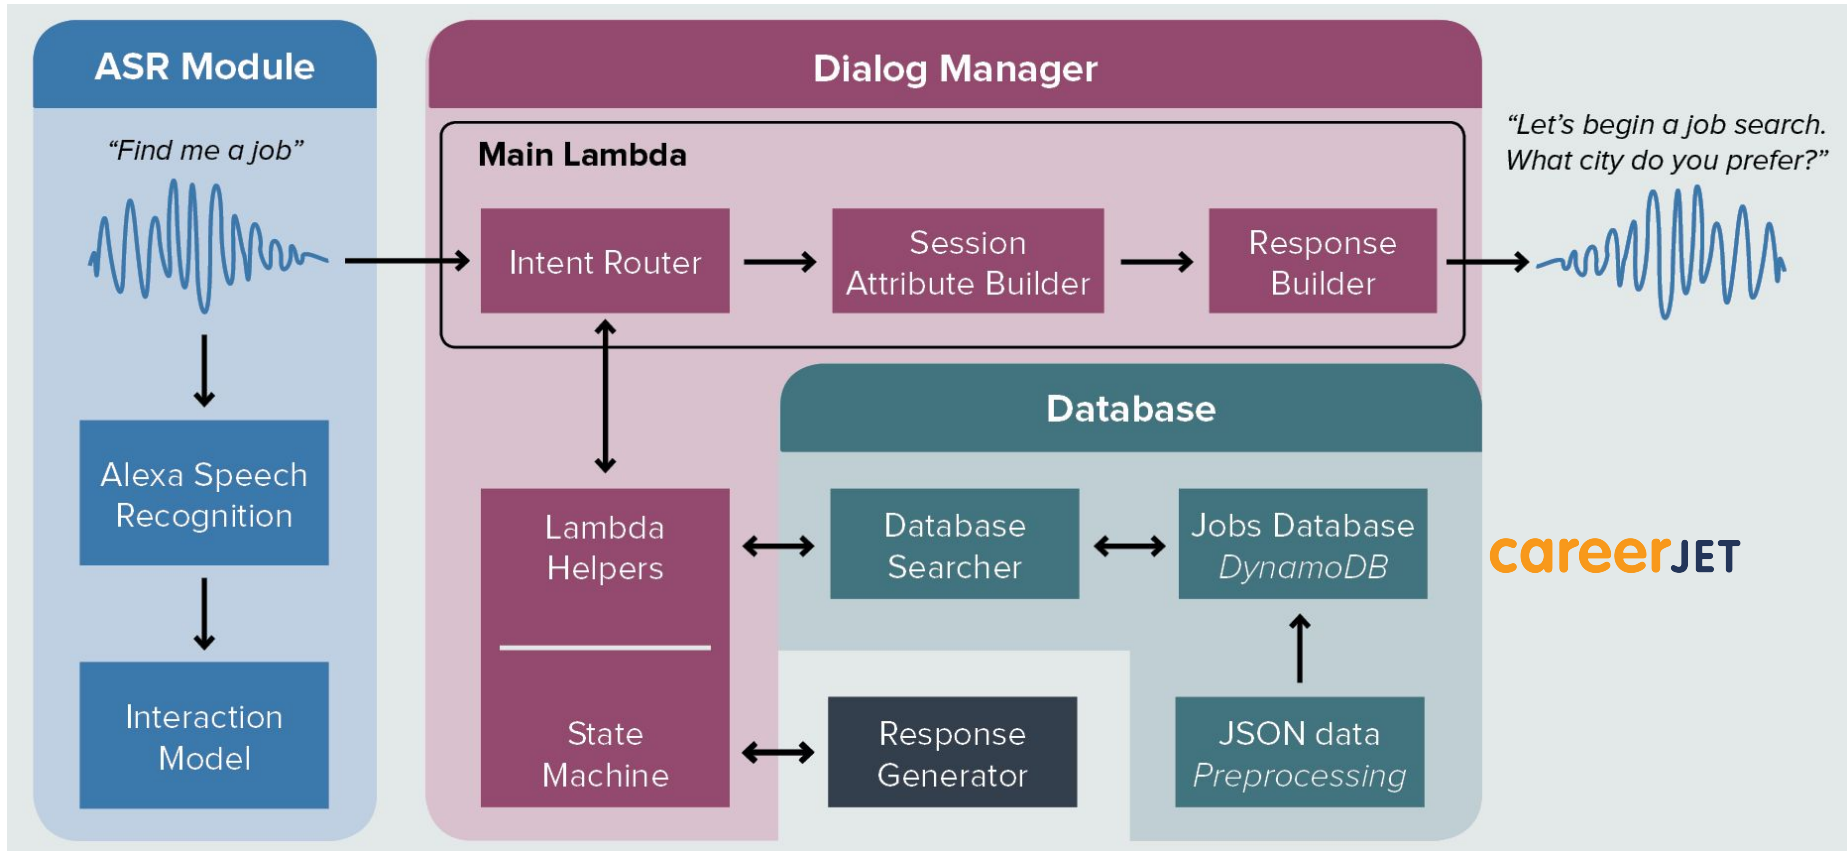 ASR Module
“Find me a job”
Alexa Speech
Recognition
Interaction
Model
Dialog Manager
Main Lambda
Intent Router
Session
Attribute Builder
Response
Builder
“Let’s begin a job search.
What city do you prefer?”
Lambda
Helpers
State
Machine
Database
Database
Searcher
Jobs Database
DynamoDB
careerJET
Response
Generator
JSON data
Preprocessing